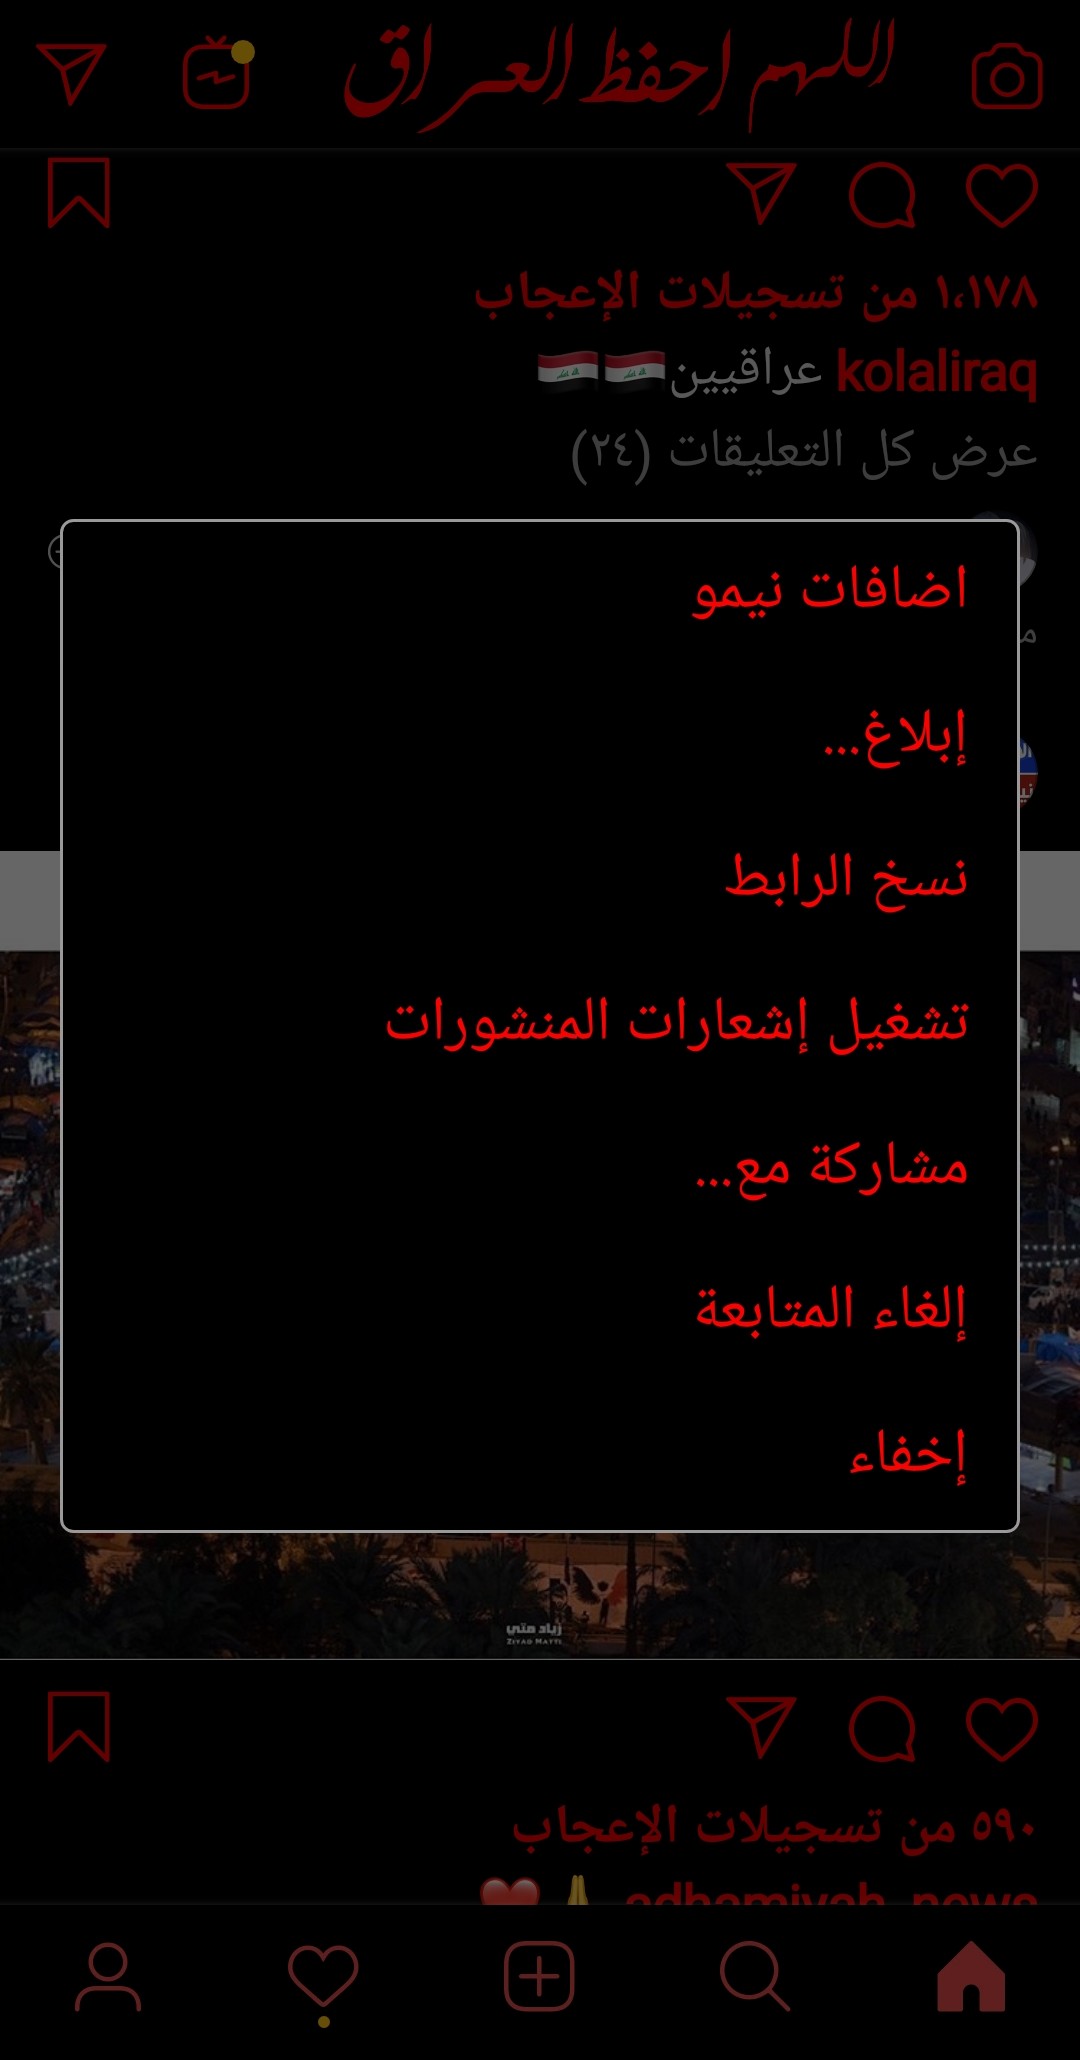 اللهم احفظ العراق
١،١٧٨ من تسجيلات الإعجاب
kolaliraq عراقيين🇮🇶🇮🇶
عرض كل التعليقات (٢٤)
اضافات نيمو
إبلاغ...
نسخ الرابط
تشغيل إشعارات المنشورات
مشاركة مع...
إلغاء المتابعة
إخفاء
زياد متي
ZIYAD MATTI
٥٩٠ من تسجيلات الإعجاب
adhamiyah_news 🙏❤️